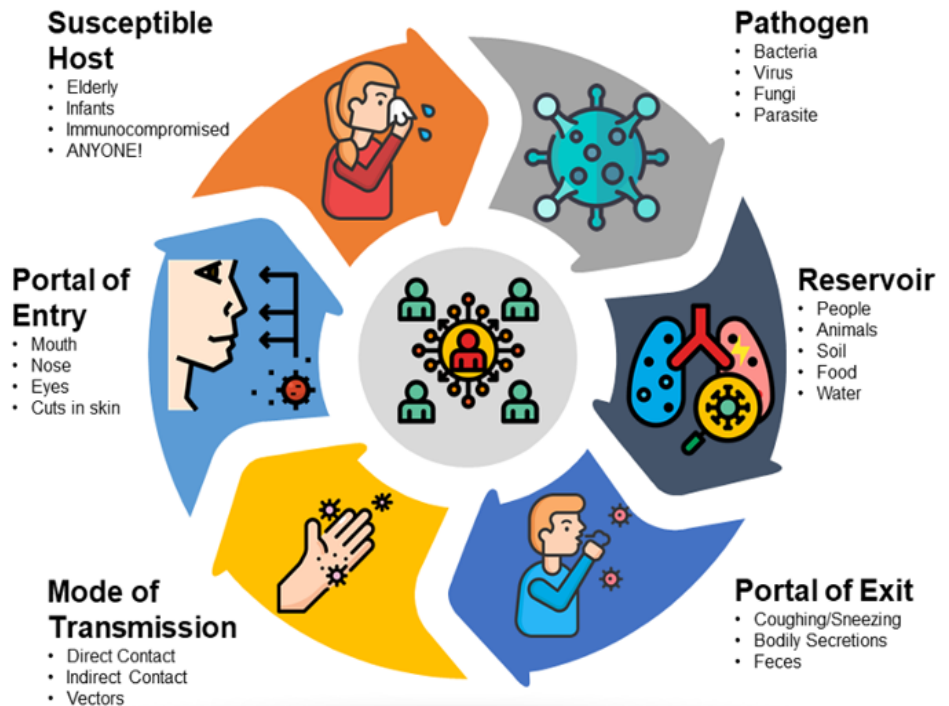 Susceptible
Host
• Elderly
• Infants
• Immunocompromised
• ANYONE!
Pathogen
• Bacteria
• Virus
• Fungi
• Parasite
Reservoir
• People
• Animals
• Soil
• Food
• Water
Portal of Exit
• Coughing/Sneezing
• Bodily Secretions
• Feces
Mode of
Transmission
• Direct Contact
• Indirect Contact
• Vectors
Portal of
Entry
• Mouth
• Nose
• Eyes
• Cuts in skin